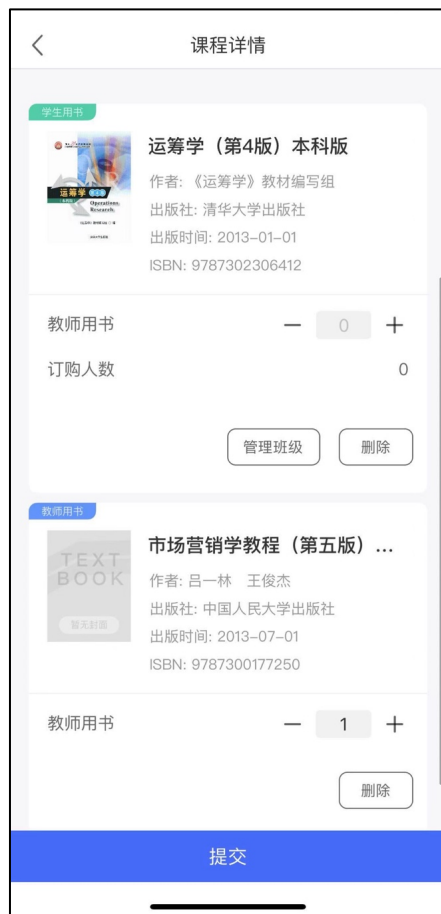 课程详情
学生用书
运筹学（第4版）本科版
作者: 《运筹学》教材编写组
出版社: 清华大学出版社
出版时间: 2013-01-01
ISBN: 9787302306412
运筹学
Operations
Research
教师用书
0
订购人数
0
管理班级
删除
教师用书
市场营销学教程（第五版）...
TEXT
BOOK
暂无封面
作者: 吕一林 王俊杰
出版社: 中国人民大学出版社
出版时间: 2013-07-01
ISBN: 9787300177250
教师用书
1
删除
提交